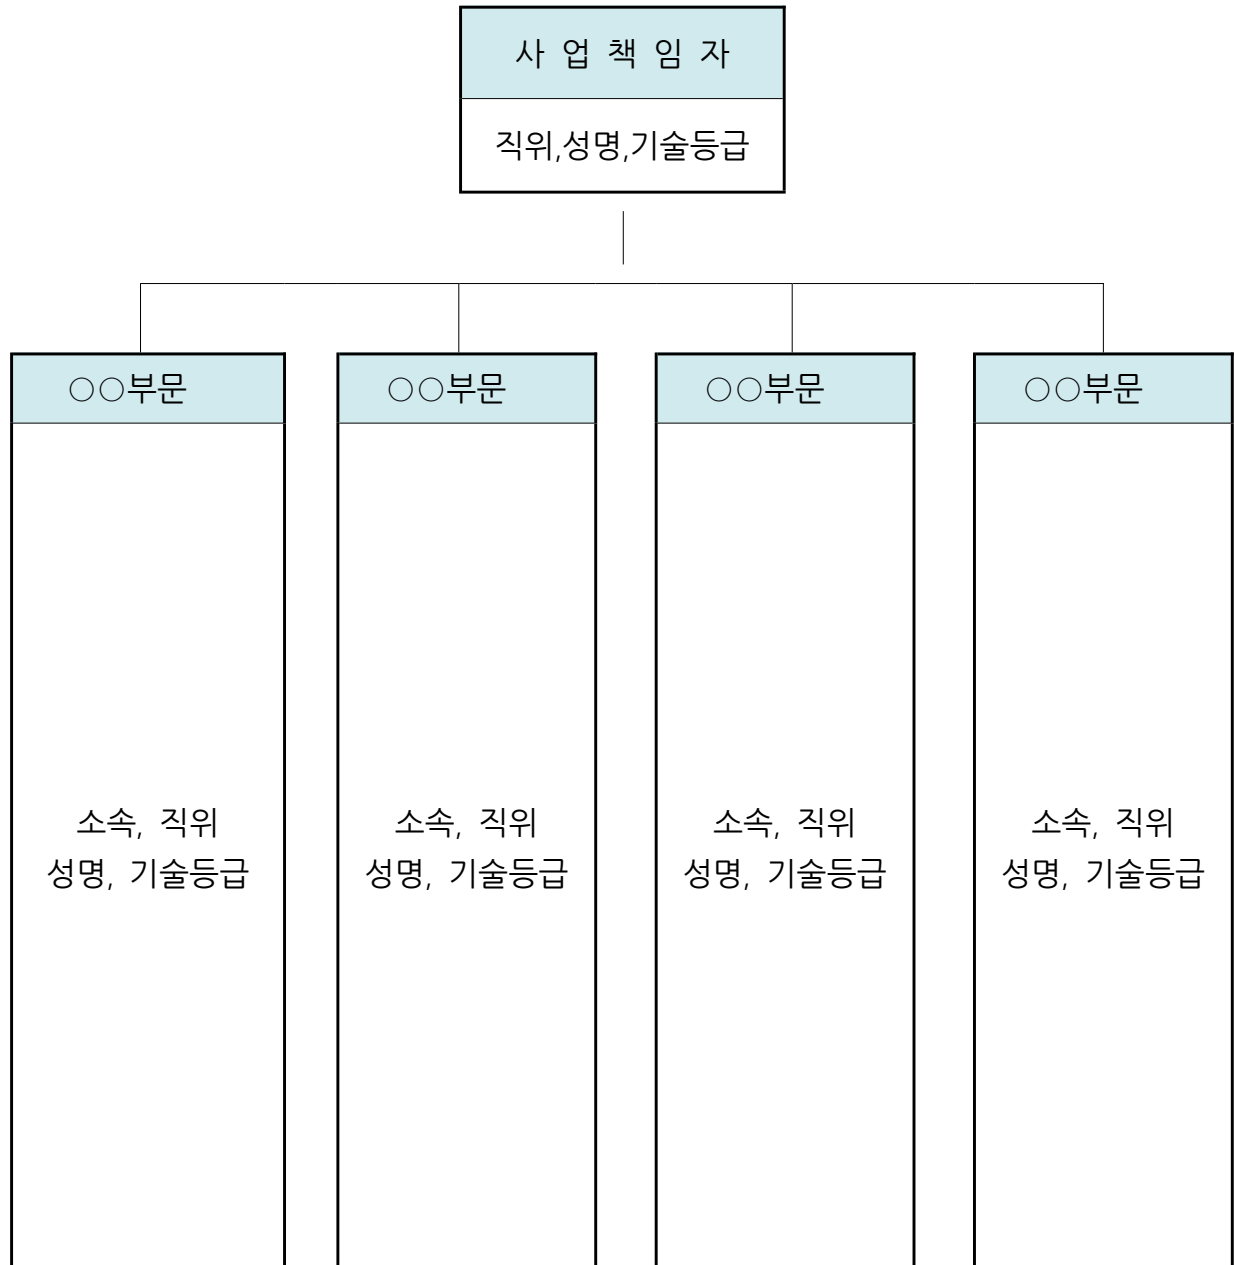 사 업 책 임 자
직위,성명,기술등급
○○부문
소속, 직위
성명, 기술등급
○○부문
소속, 직위
성명, 기술등급
○○부문
소속, 직위
성명, 기술등급
○○부문
소속, 직위
성명, 기술등급